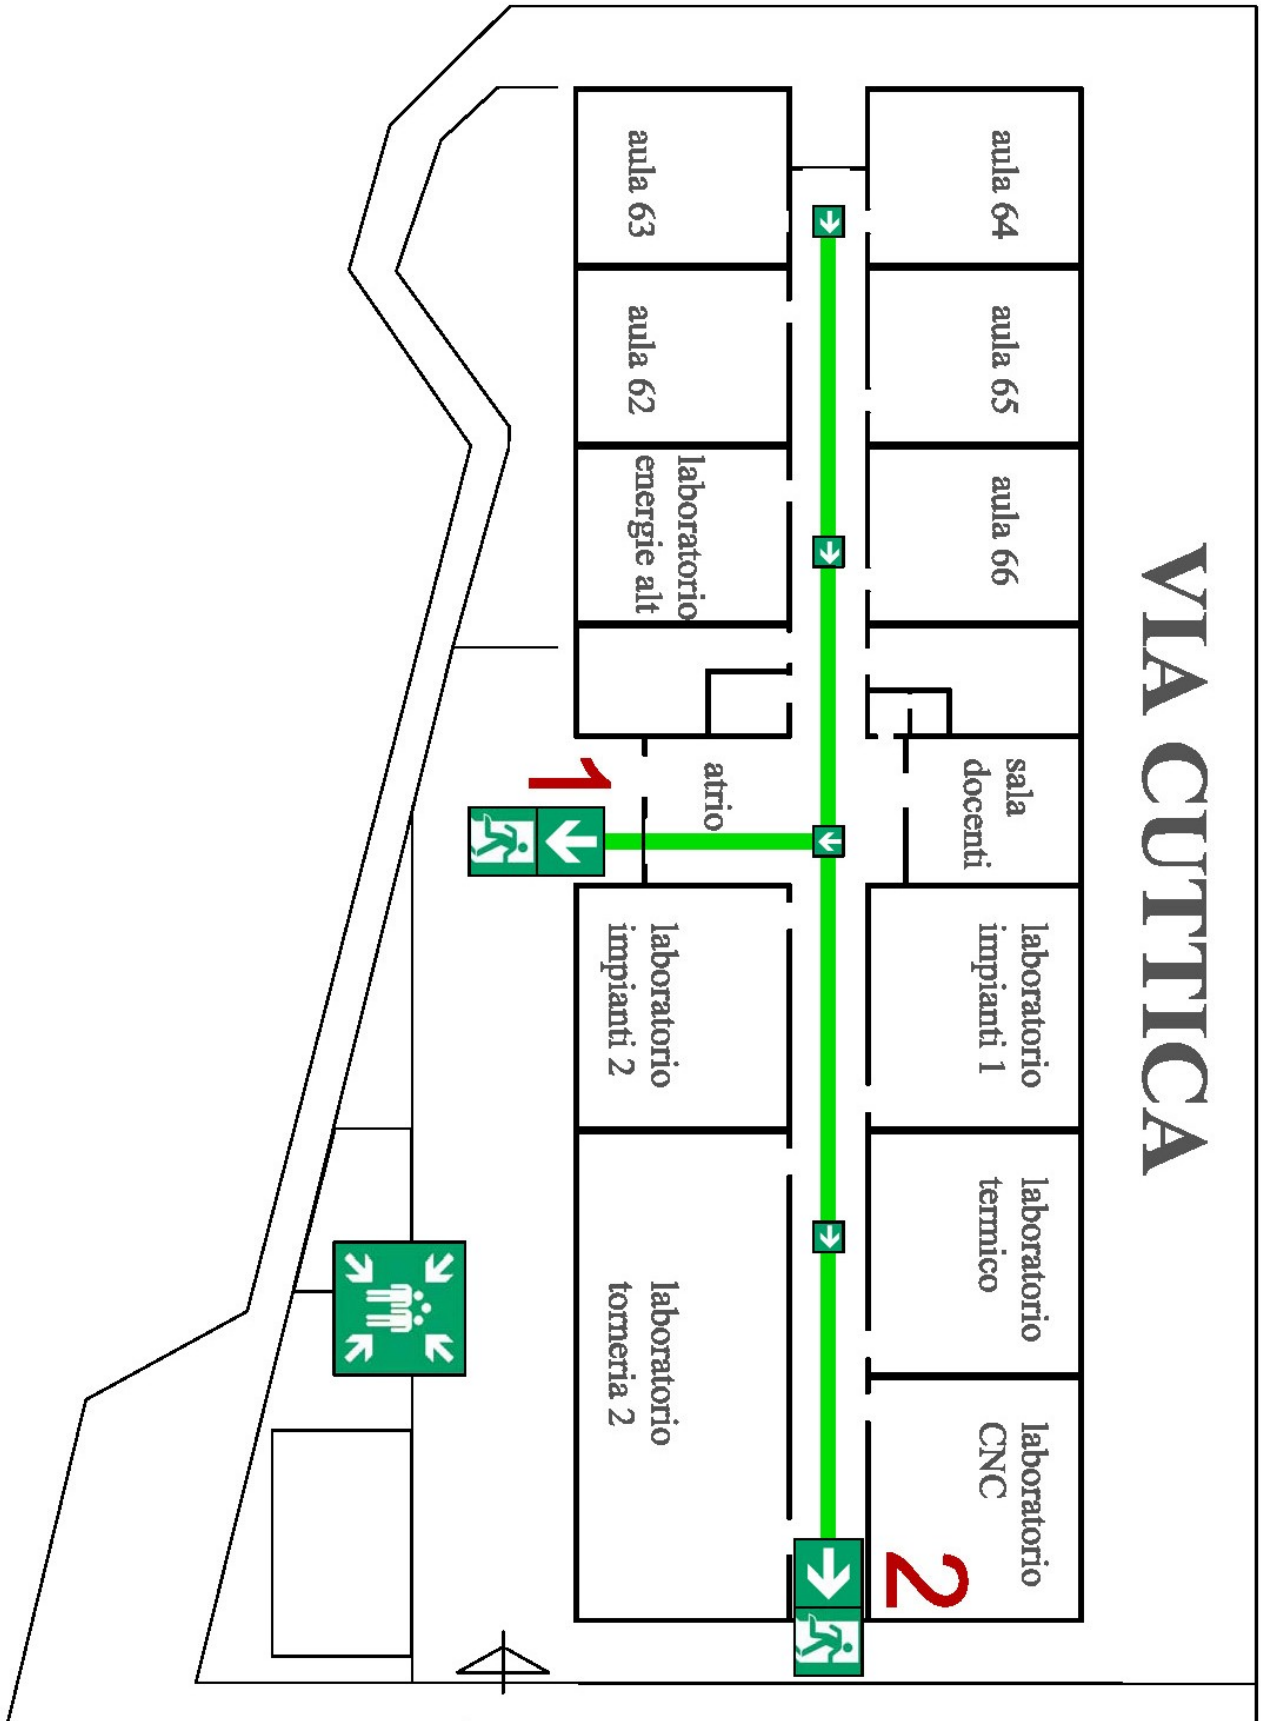 VIA CUTTICA
aula 64
aula 65
aula 66
sala
docenti
laboratorio
impianti 1
laboratorio
termico
laboratorio
CNC
2
aula 63
aula 62
laboratorio
energie alt
atrio
1
laboratorio
impianti 2
laboratorio
torneria 2